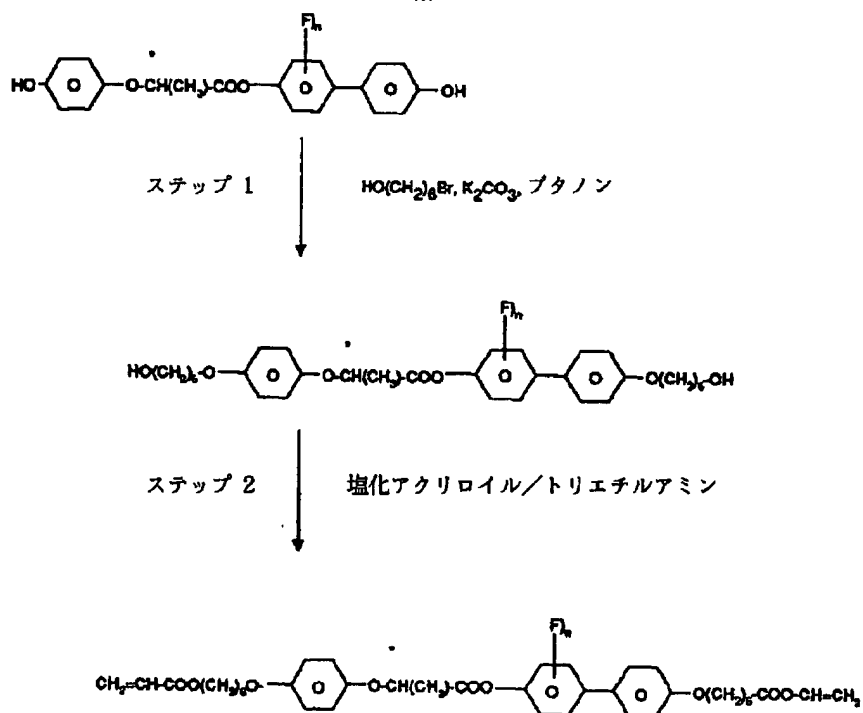 F)n
HO-O-O-CH(CH3)-COO-O-O-OH
ステップ 1 HO(CH2)6Br, K2CO3, ブタノン
F)n
HO(CH2)6-O-O-O-CH(CH3)-COO-O-O-O(CH2)6-OH
ステップ 2 塩化アクリロイル/トリエチルアミン
F)n
CH2=CH-COO(CH2)6O-O-O-CH(CH3)-COO-O-O-O(CH2)6-COO-CH=CH2